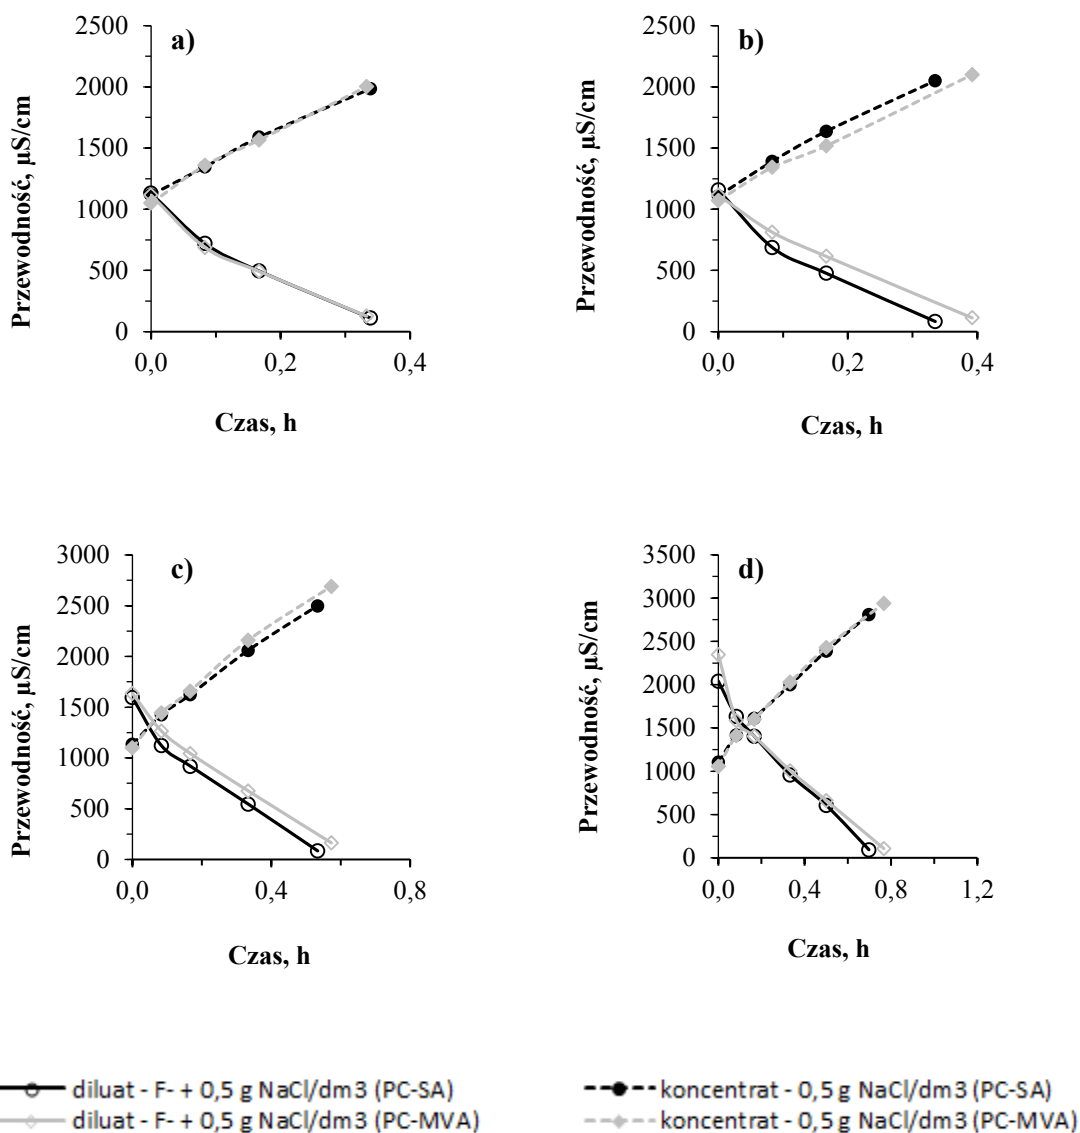 a)
Przewodność, µS/cm
2500
2000
1500
1000
500
0
0,0 0,2 0,4
Czas, h
b)
Przewodność, µS/cm
2500
2000
1500
1000
500
0
0,0 0,2 0,4
Czas, h
c)
Przewodność, µS/cm
3000
2500
2000
1500
1000
500
0
0,0 0,4 0,8
Czas, h
d)
Przewodność, µS/cm
3500
3000
2500
2000
1500
1000
500
0
0,0 0,4 0,8 1,2
Czas, h
diluat - F- + 0,5 g NaCl/dm3 (PC-SA)
diluat - F- + 0,5 g NaCl/dm3 (PC-MVA)
koncentrat - 0,5 g NaCl/dm3 (PC-SA)
koncentrat - 0,5 g NaCl/dm3 (PC-MVA)